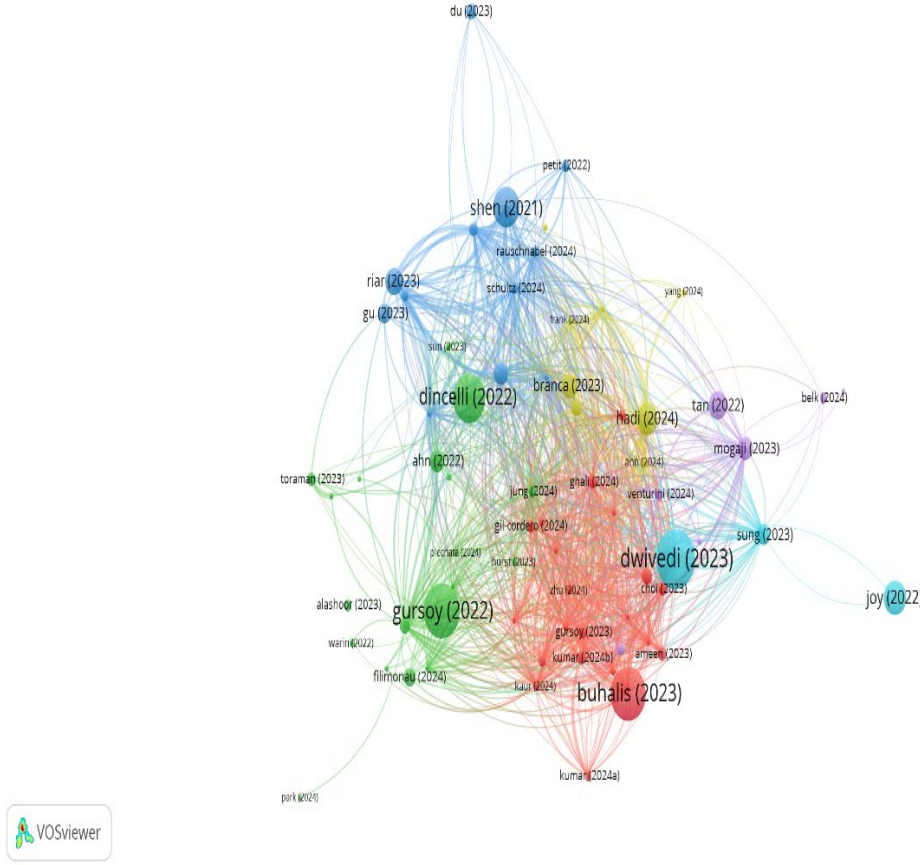 du (2023)
petit (2022)
shen (2021)
rauschnabel (2024)
riar (2023)
schultz (2024)
yang (2024)
gu (2023)
frank (2024)
sun (2023)
branca (2023)
dincelli (2022)
belk (2024)
tan (2022)
hadi (2024)
mogaji (2023)
ahn (2022)
ann (2024)
toraman (2023)
ghali (2024)
jung (2024)
venturini (2024)
gil-cordero (2024)
sung (2023)
plechata (2024)
hurst (2023)
dwivedi (2023)
zhu (2024)
choi (2023)
joy (2022)
alashoor (2023)
gursoy (2022)
gursoy (2023)
warin (2022)
kumar (2024b)
ameen (2023)
filimonau (2024)
kaur (2024)
buhalis (2023)
kumar (2024a)
park (2024)
VOSviewer